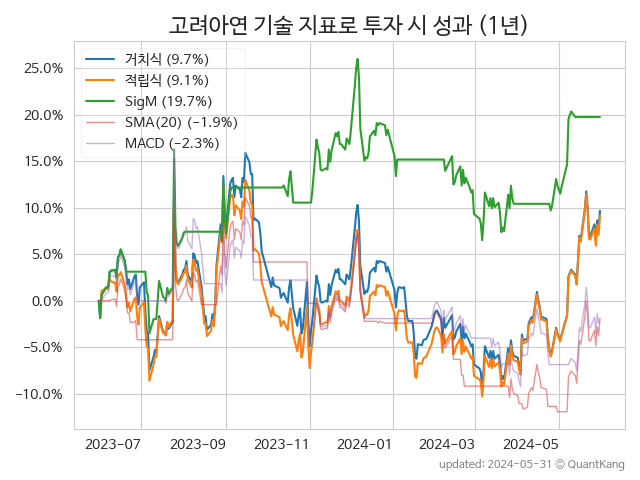 고려아연 기술 지표로 투자 시 성과 (1년)
거치식 (9.7%)
적립식 (9.1%)
SigM (19.7%)
SMA(20) (−1.9%)
MACD (−2.3%)
25.0%
20.0%
15.0%
10.0%
5.0%
0.0%
−5.0%
−10.0%
2023−07 2023−09 2023−11 2024−01 2024−03 2024−05
updated: 2024-05-31 © QuantKang